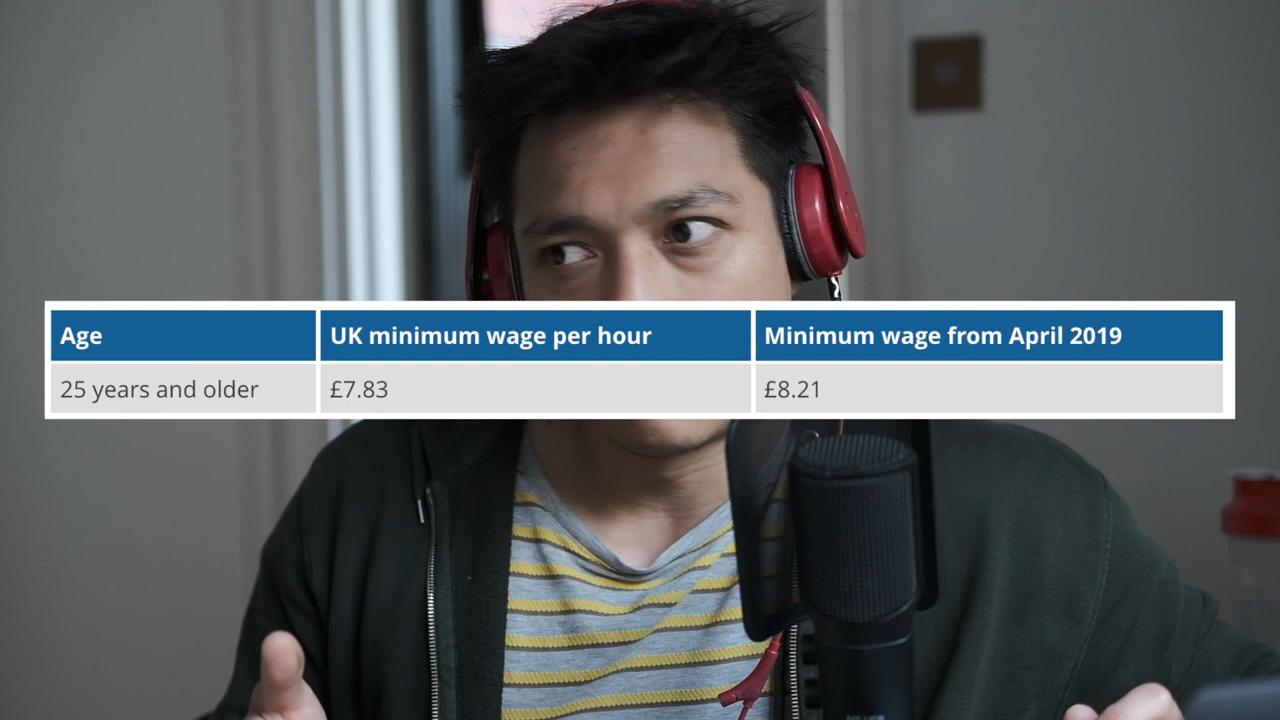 Age UK minimum wage per hour Minimum wage from April 2019
25 years and older £7.83 £8.21